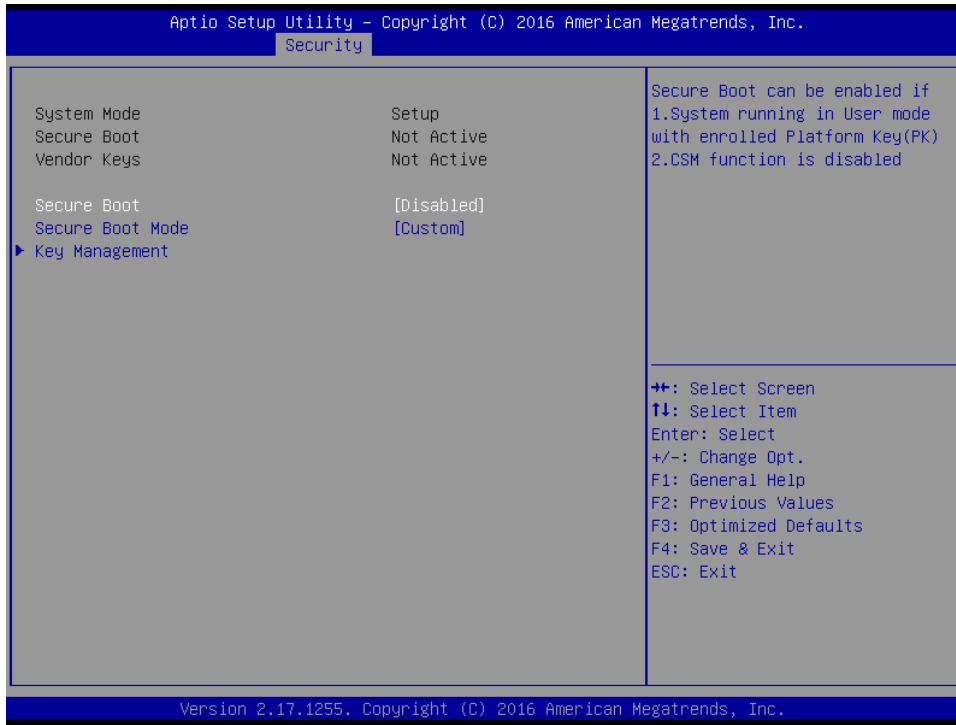 Aptio Setup Utility – Copyright (C) 2016 American Megatrends, Inc.
Security
System Mode Setup
Secure Boot Not Active
Vendor Keys Not Active
Secure Boot [Disabled]
Secure Boot Mode [Custom]
▶ Key Management
Secure Boot can be enabled if
1.System running in User mode
with enrolled Platform Key(PK)
2.CSM function is disabled
→←: Select Screen
↑↓: Select Item
Enter: Select
+/-: Change Opt.
F1: General Help
F2: Previous Values
F3: Optimized Defaults
F4: Save & Exit
ESC: Exit
Version 2.17.1255. Copyright (C) 2016 American Megatrends, Inc.